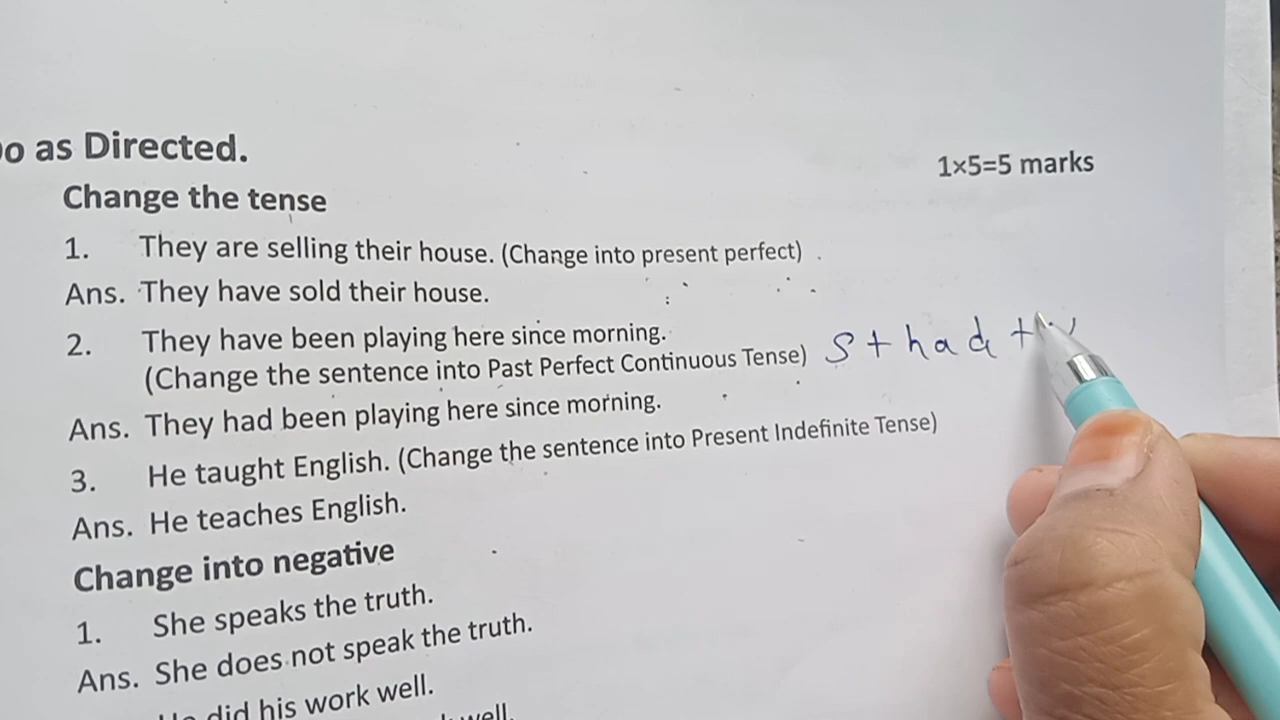 o as Directed.
1×5=5 marks
Change the tense
1. They are selling their house. (Change into present perfect)
Ans. They have sold their house.
2. They have been playing here since morning.
(Change the sentence into Past Perfect Continuous Tense) S + had +
Ans. They had been playing here since morning.
3. He taught English. (Change the sentence into Present Indefinite Tense)
Ans. He teaches English.
Change into negative
1. She speaks the truth.
Ans. She does not speak the truth.
He did his work well.
well.